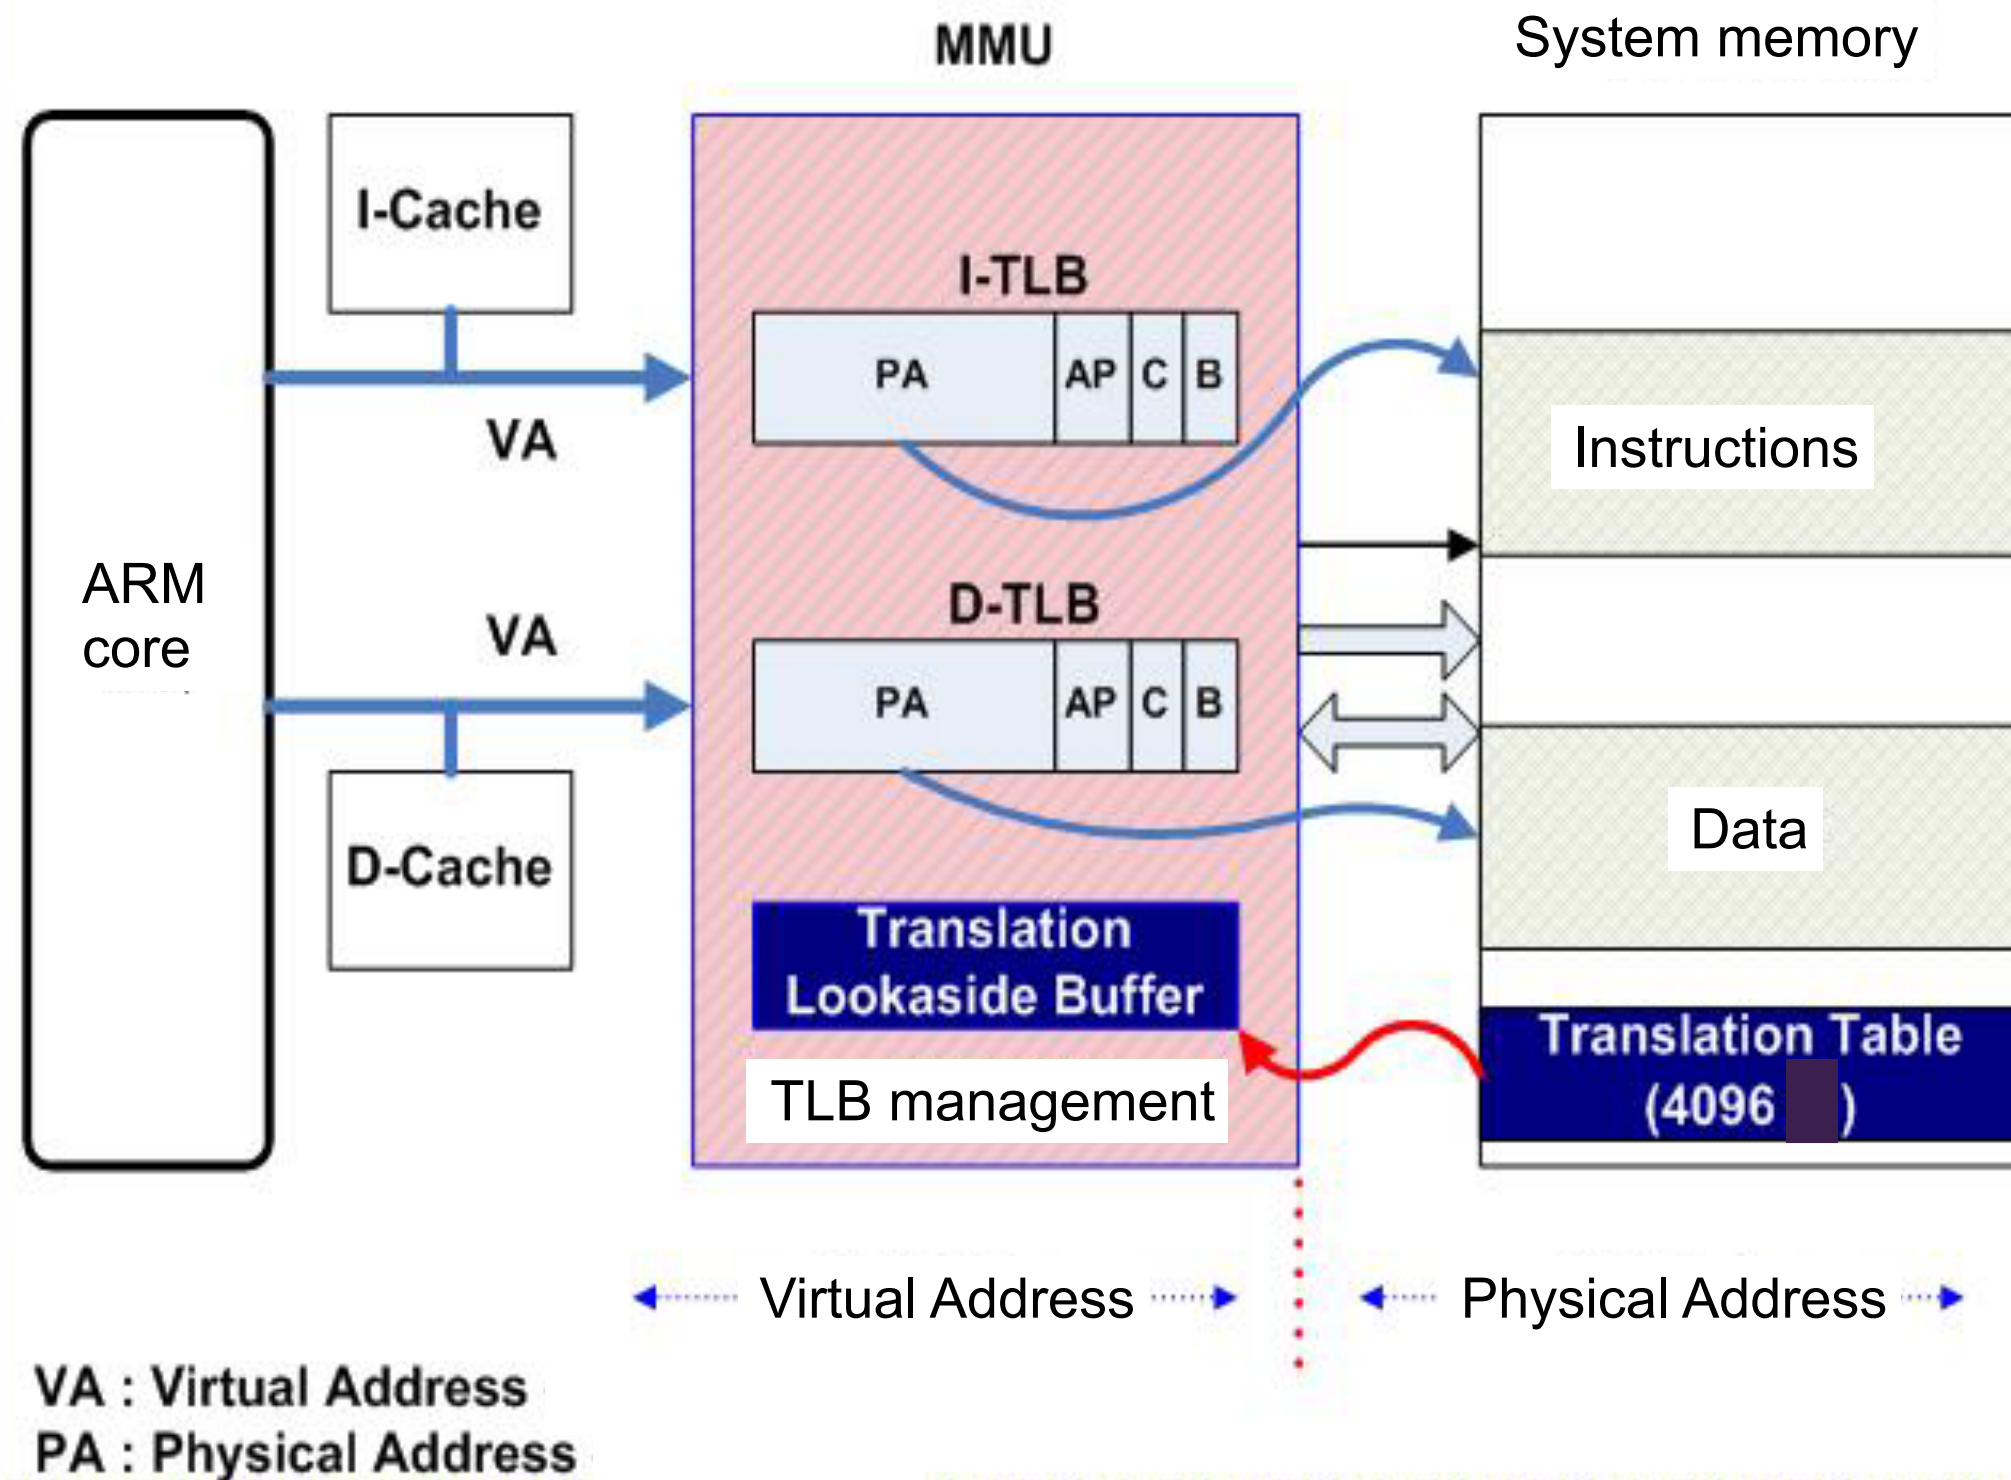 MMU
System memory
I-Cache
I-TLB
PA AP C B
VA
Instructions
ARM
core
VA
D-TLB
PA AP C B
D-Cache
Data
Translation
Lookaside Buffer
TLB management
Translation Table
(4096 )
Virtual Address
Physical Address
VA : Virtual Address
PA : Physical Address